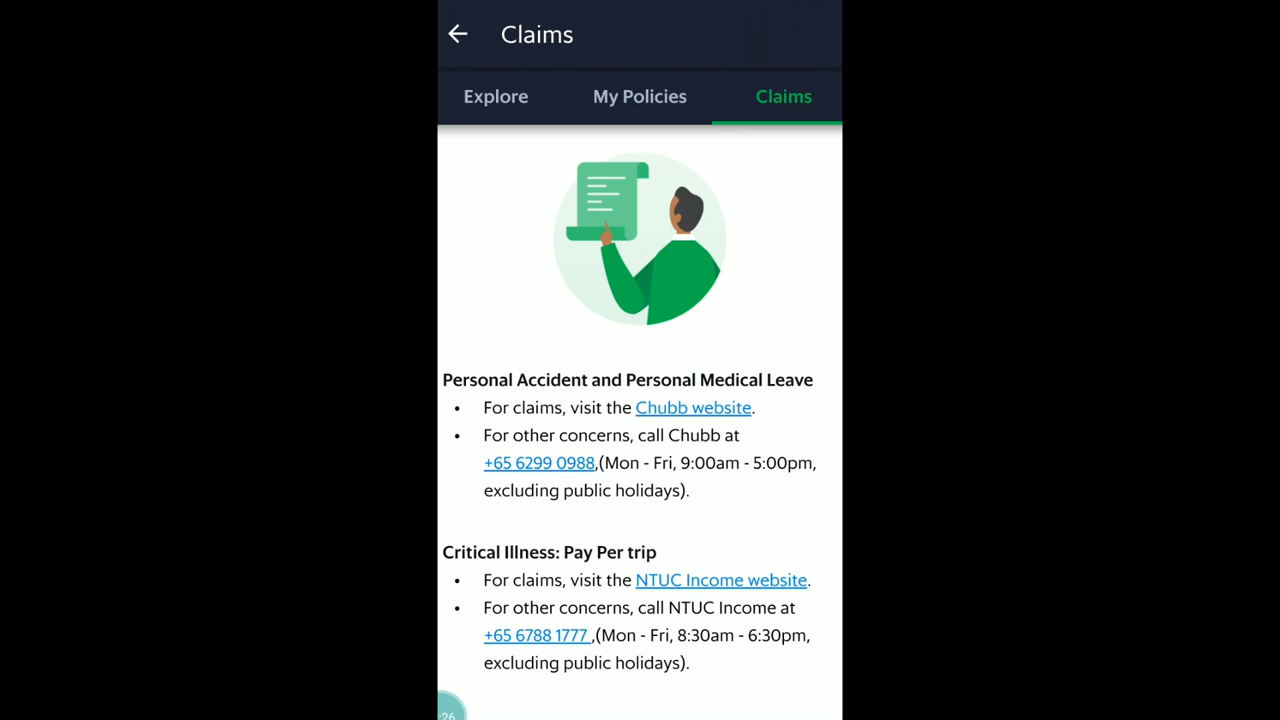 Claims
Explore My Policies Claims
Personal Accident and Personal Medical Leave
• For claims, visit the Chubb website.
• For other concerns, call Chubb at
+65 6299 0988,(Mon - Fri, 9:00am - 5:00pm,
excluding public holidays).
Critical Illness: Pay Per trip
• For claims, visit the NTUC Income website.
• For other concerns, call NTUC Income at
+65 6788 1777 ,(Mon - Fri, 8:30am - 6:30pm,
excluding public holidays).
:26